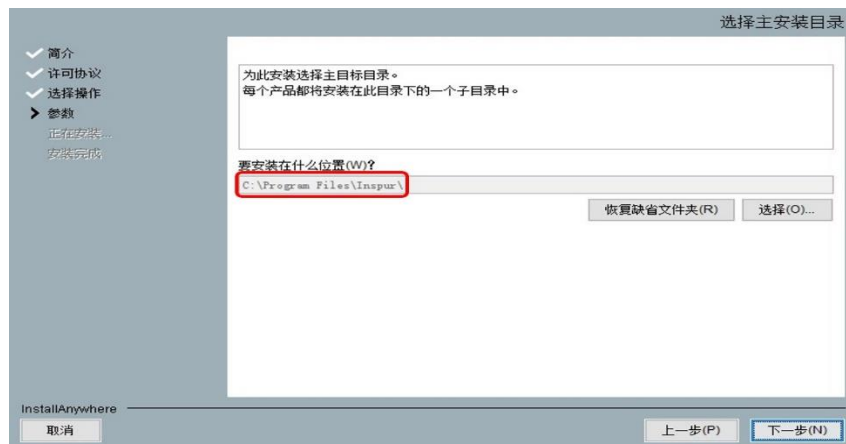 选择主安装目录
简介
许可协议
选择操作
参数
正在安装...
安装完成
为此安装选择主目标目录。
每个产品都将安装在此目录下的一个子目录中。
要安装在什么位置(W)?
C:\Program Files\Inspur\
恢复缺省文件夹(R)
选择(O)...
InstallAnywhere
取消
上一步(P)
下一步(N)